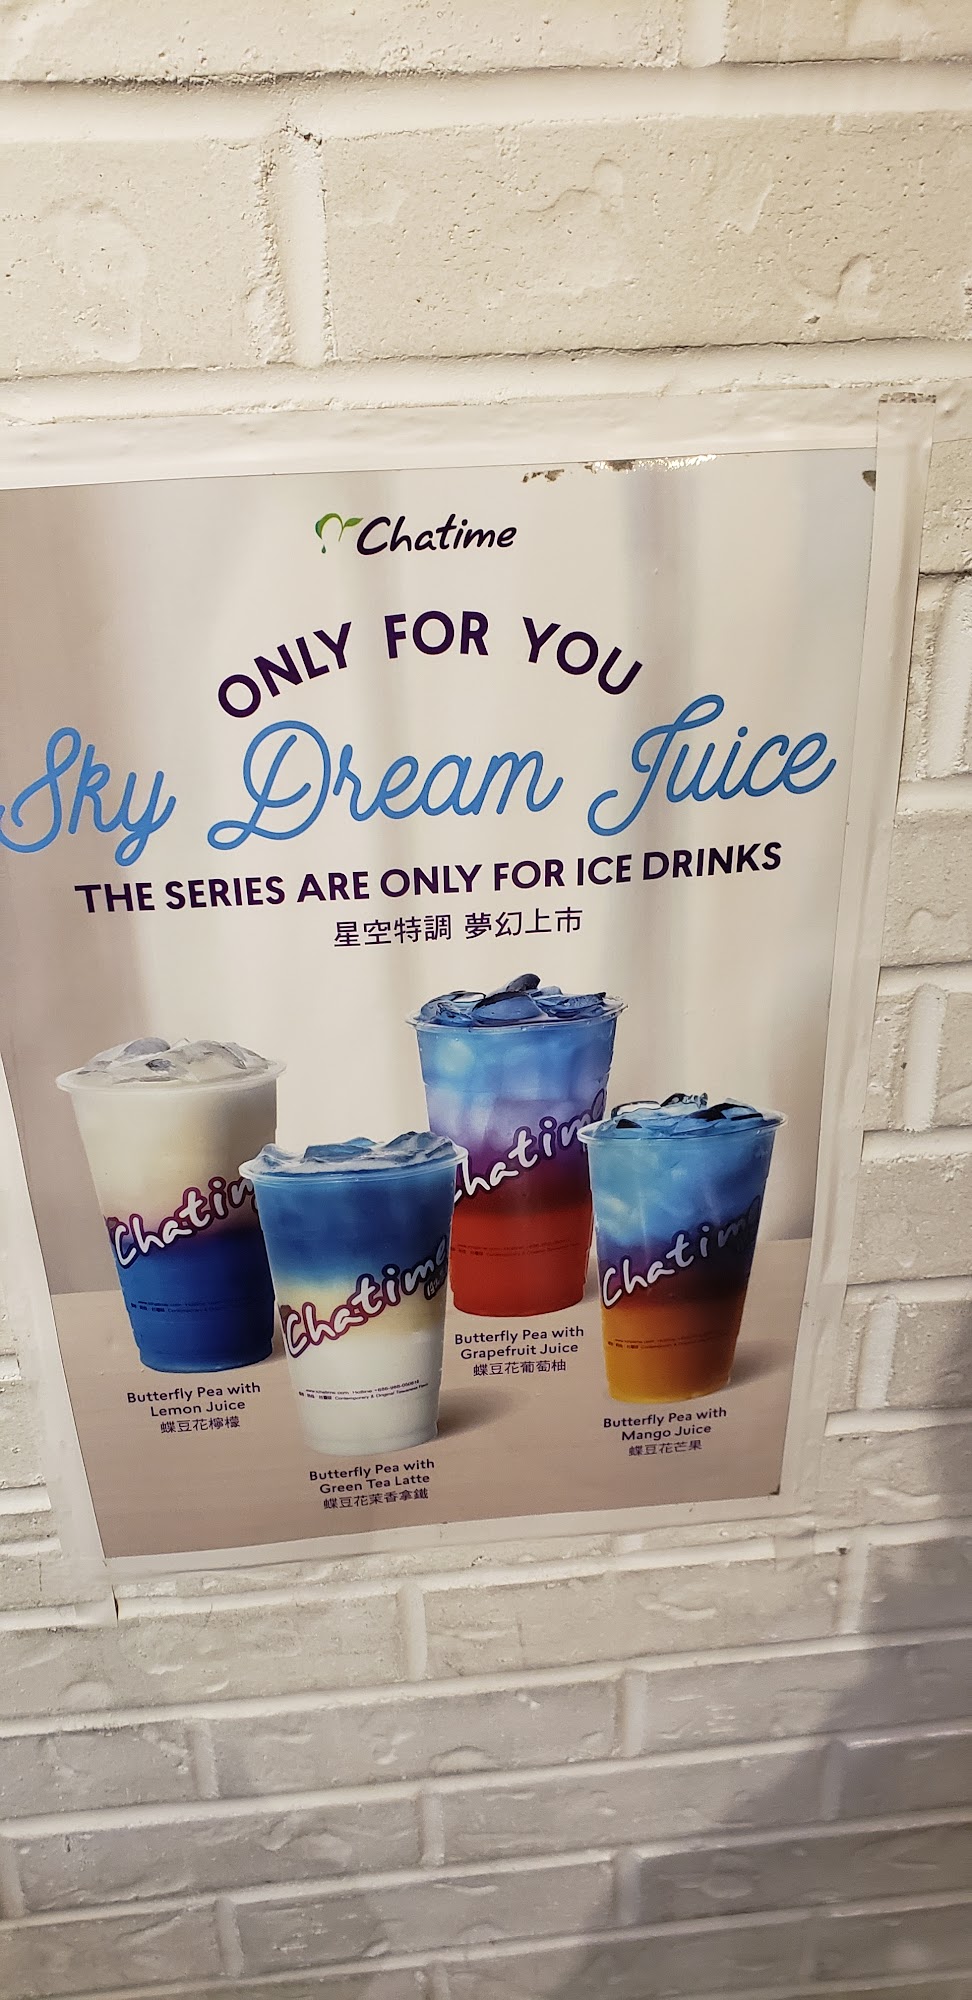 Chatime
ONLY FOR YOU
Sky Dream Juice
THE SERIES ARE ONLY FOR ICE DRINKS
星空特調 夢幻上市
Chatime
Chatime
Chatime
Chatime
Butterfly Pea with
Lemon Juice
蝶豆花檸檬
Butterfly Pea with
Green Tea Latte
蝶豆花茉香拿鐵
Butterfly Pea with
Grapefruit Juice
蝶豆花葡萄柚
Butterfly Pea with
Mango Juice
蝶豆花芒果